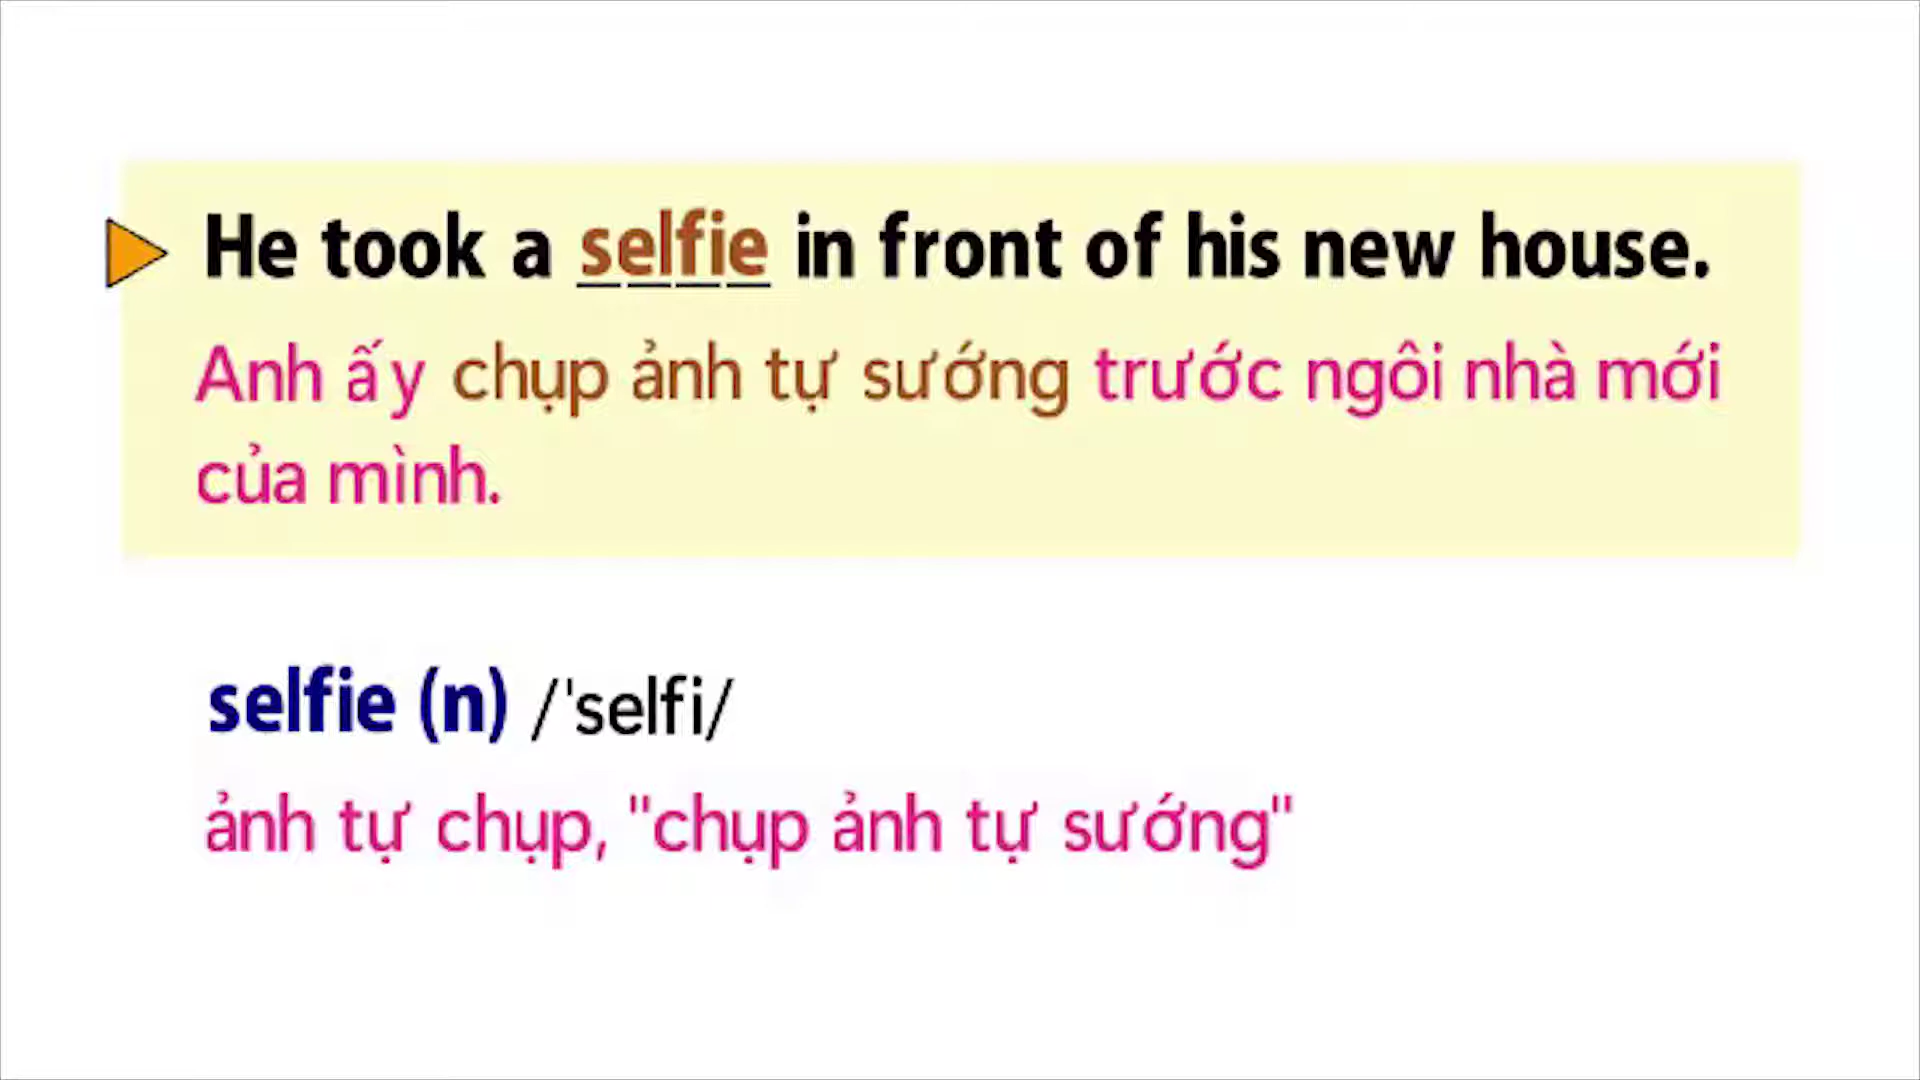 He took a selfie in front of his new house.
Anh ấy chụp ảnh tự sướng trước ngôi nhà mới
của mình.
selfie (n) /ˈselfi/
ảnh tự chụp, "chụp ảnh tự sướng"